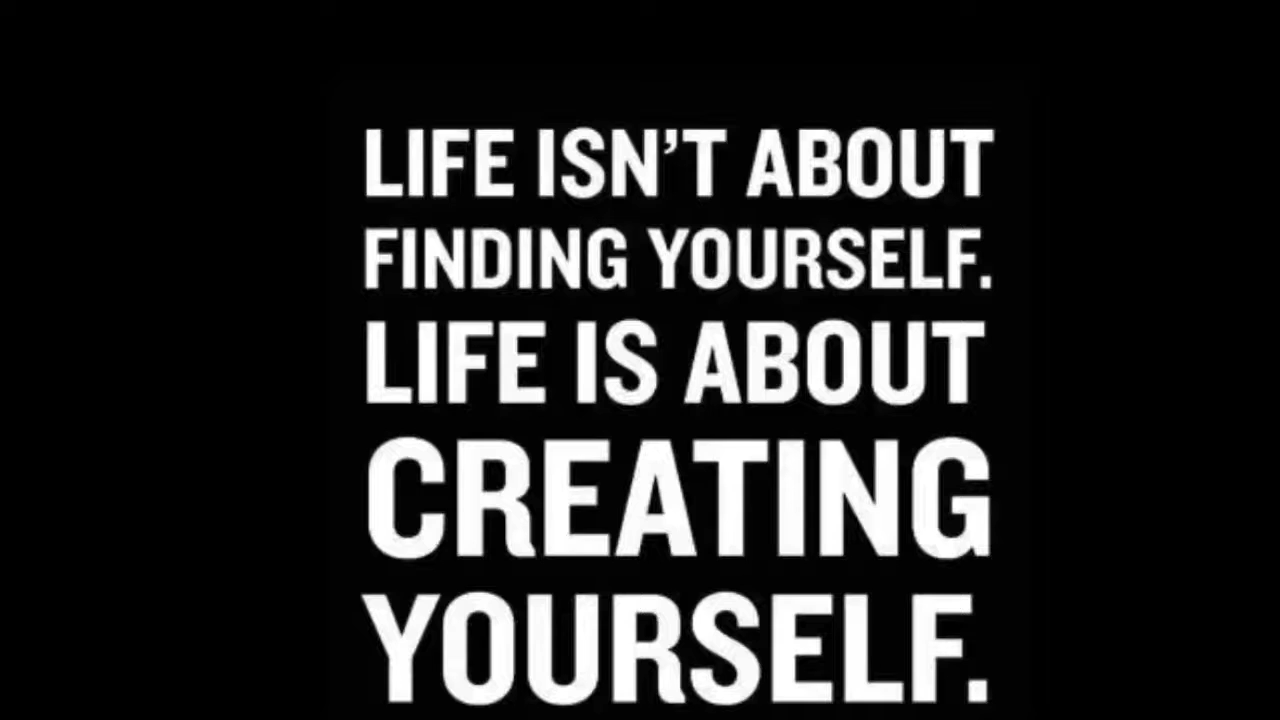 LIFE ISN’T ABOUT
FINDING YOURSELF.
LIFE IS ABOUT
CREATING
YOURSELF.